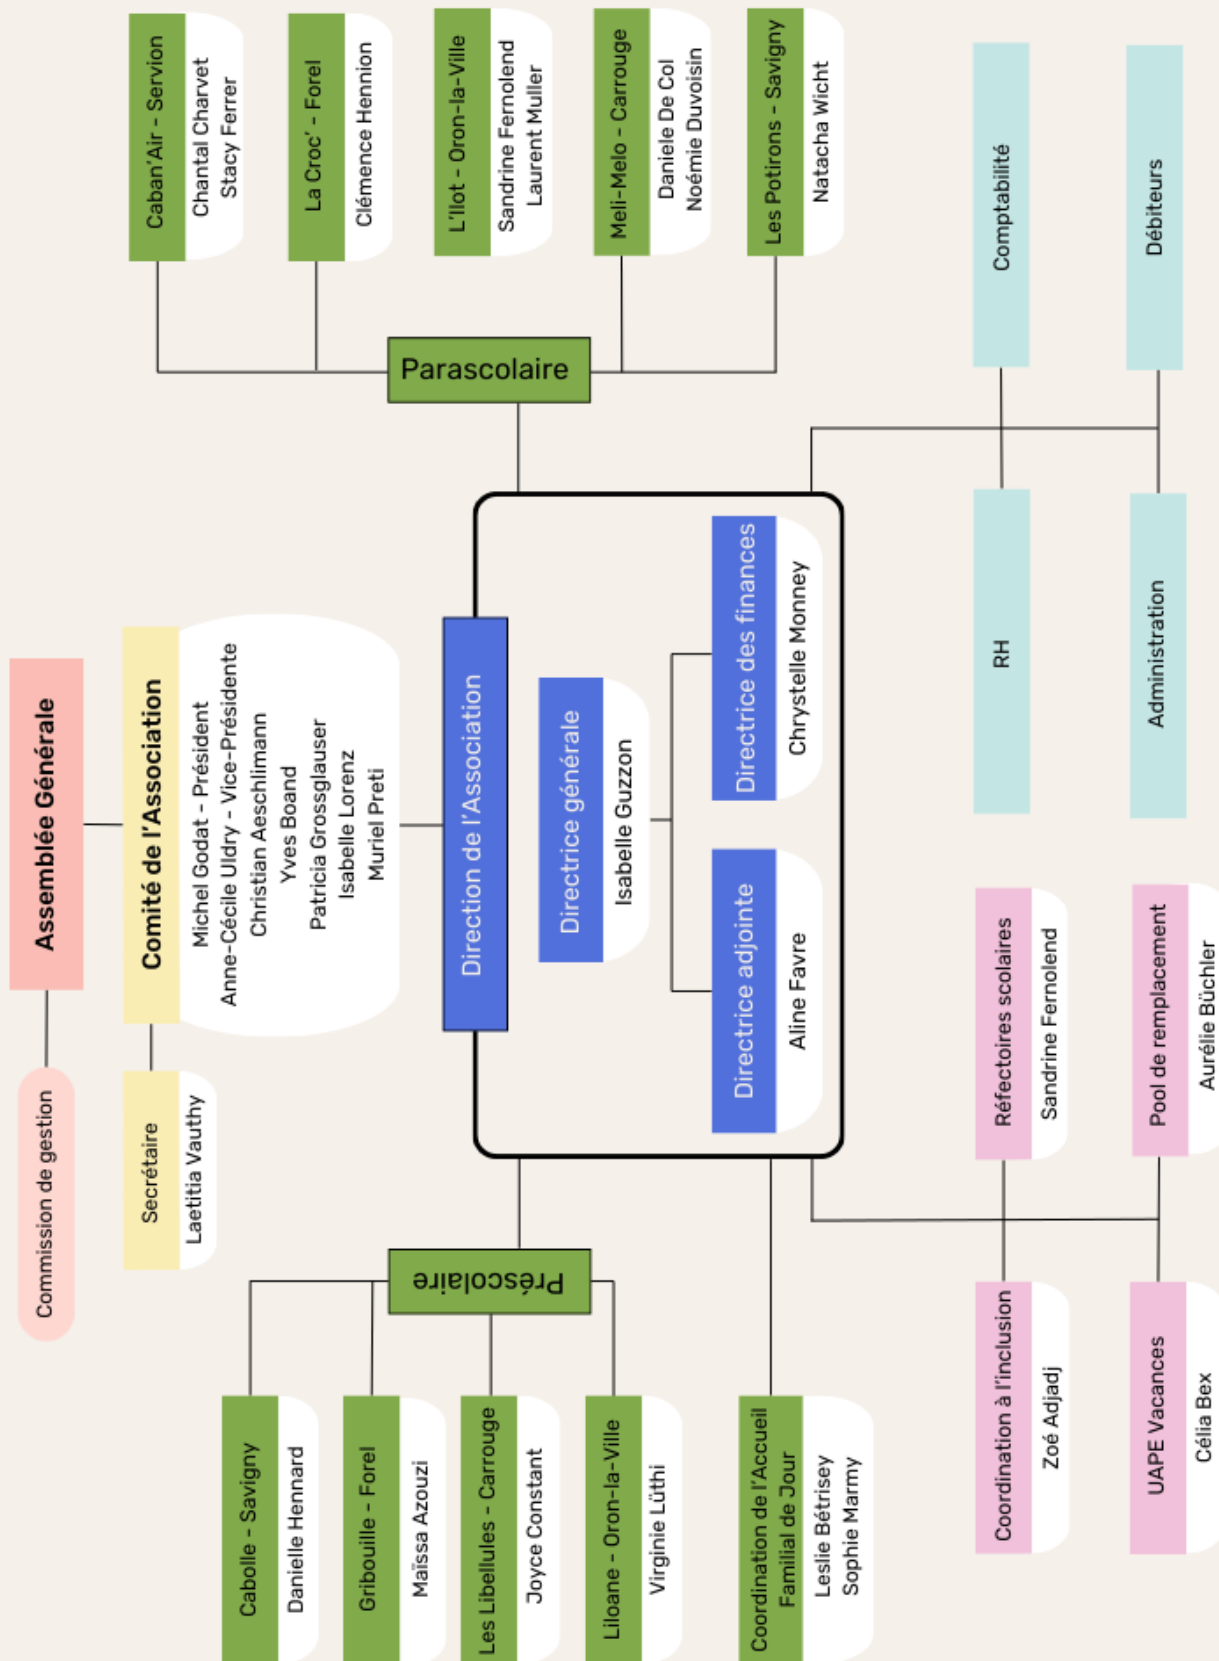 Assemblée Générale
Commission de gestion
Comité de l'Association
Michel Godat - Président
Anne-Cécile Uldry - Vice-Présidente
Christian Aeschlimann
Yves Boand
Patricia Grossglauser
Isabelle Lorenz
Muriel Preti
Secrétaire
Laetitia Vauthy
Direction de l'Association
Directrice générale
Isabelle Guzzon
Directrice adjointe
Aline Favre
Directrice des finances
Chrystelle Monney
Préscolaire
Cabolle - Savigny
Danielle Hennard
Gribouille - Forel
Maïssa Azouzi
Les Libellules - Carrouge
Joyce Constant
Liloane - Oron-la-Ville
Virginie Lüthi
Coordination de l'Accueil
Familial de Jour
Leslie Bétrisey
Sophie Marmy
Parascolaire
Caban'Air - Servion
Chantal Charvet
Stacy Ferrer
La Croc' - Forel
Clémence Hennion
L'Ilot - Oron-la-Ville
Sandrine Fernolend
Laurent Muller
Meli-Melo - Carrouge
Daniele De Col
Noémie Duvoisin
Les Potirons - Savigny
Natacha Wicht
Coordination à l'inclusion
Zoé Adjadj
Réfectoires scolaires
Sandrine Fernolend
UAPE Vacances
Célia Bex
Pool de remplacement
Aurélie Büchler
RH
Comptabilité
Administration
Débiteurs